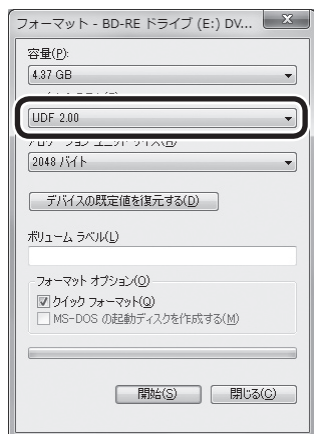 フォーマット - BD-RE ドライブ (E:) DV...
容量(P):
4.37 GB
UDF 2.00
2048 バイト
デバイスの既定値を復元する(D)
ボリューム ラベル(L)
フォーマット オプション(O)
クイック フォーマット(Q)
MS-DOS の起動ディスクを作成する(M)
開始(S)
閉じる(C)